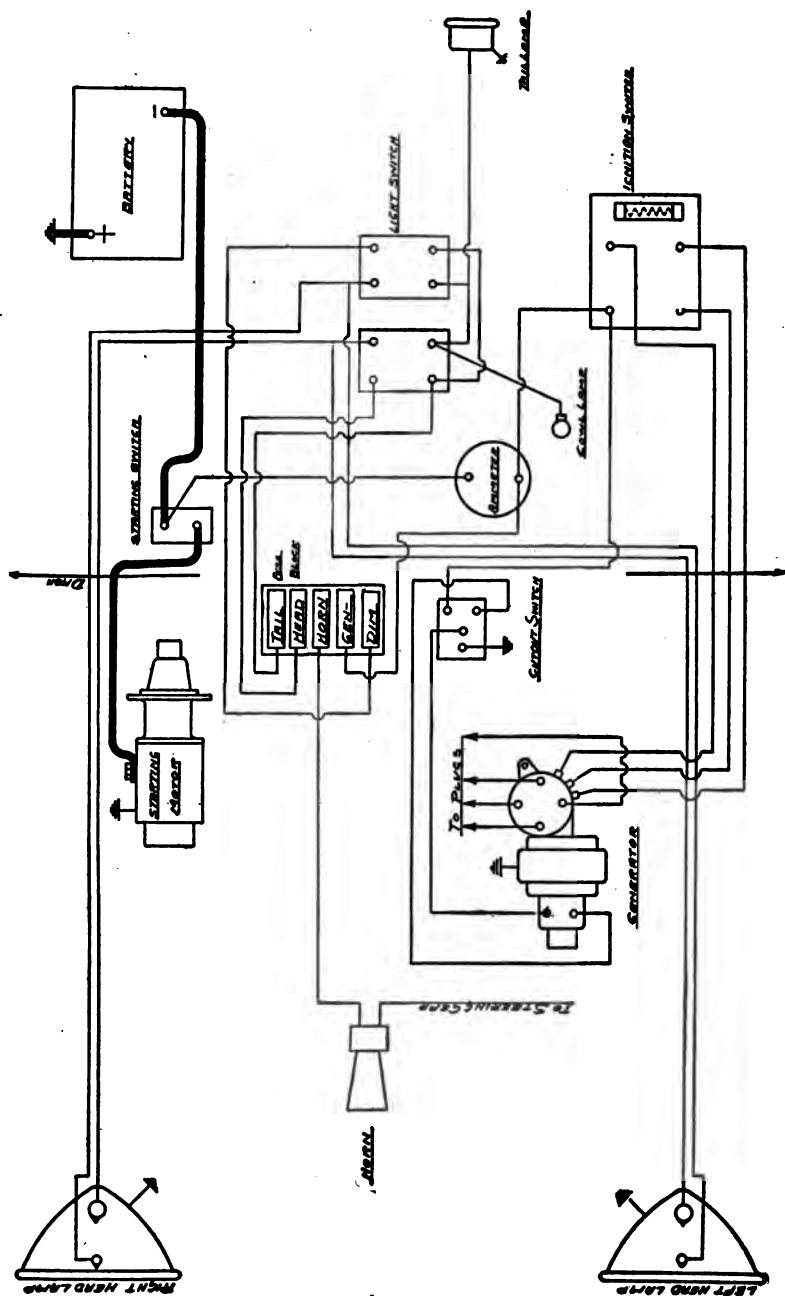 BATTERY
+
−
TAIL LAMP
LIGHT SWITCH
IGNITION SWITCH
STARTING SWITCH
COWL LAMP
AMMETER
DASH
FUSE
BLOCK
TAIL
HEAD
HORN
GEN-
DIM
CUTOUT SWITCH
STARTING
MOTOR
TO PLUGS
GENERATOR
TO STEERING GEAR
HORN
RIGHT HEAD LAMP
LEFT HEAD LAMP